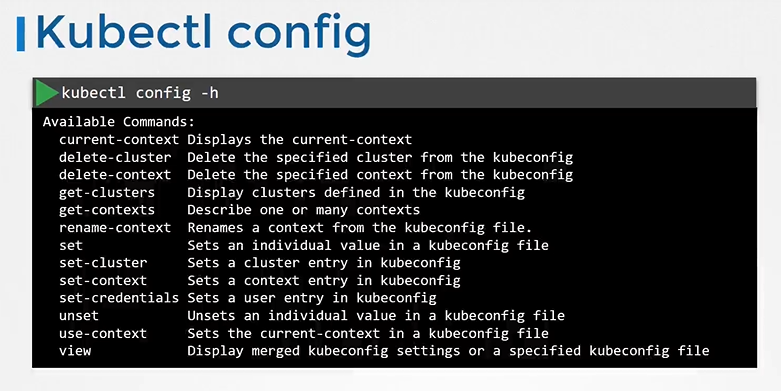 Kubectl config
kubectl config -h
Available Commands:
current-context Displays the current-context
delete-cluster Delete the specified cluster from the kubeconfig
delete-context Delete the specified context from the kubeconfig
get-clusters Display clusters defined in the kubeconfig
get-contexts Describe one or many contexts
rename-context Renames a context from the kubeconfig file.
set Sets an individual value in a kubeconfig file
set-cluster Sets a cluster entry in kubeconfig
set-context Sets a context entry in kubeconfig
set-credentials Sets a user entry in kubeconfig
unset Unsets an individual value in a kubeconfig file
use-context Sets the current-context in a kubeconfig file
view Display merged kubeconfig settings or a specified kubeconfig file